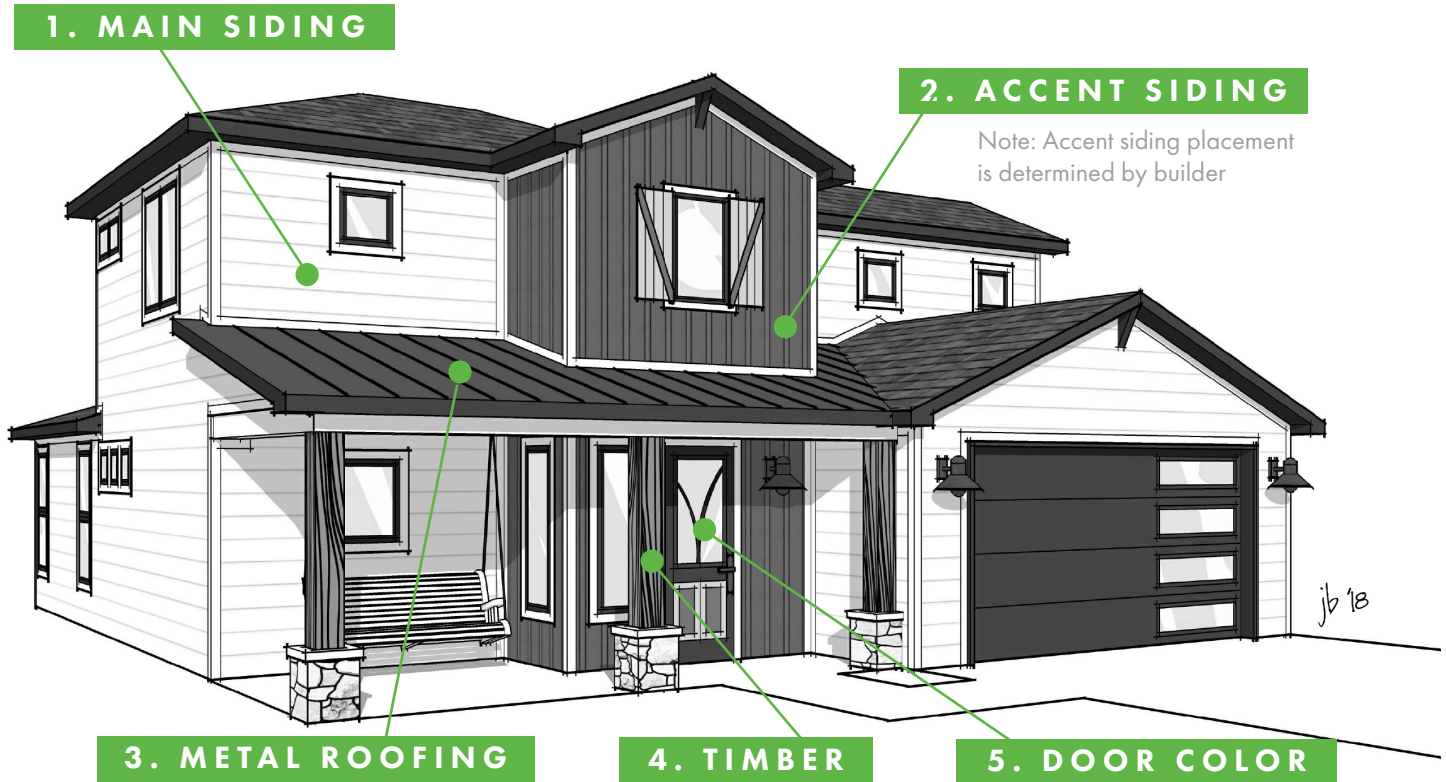 1. MAIN SIDING
2. ACCENT SIDING
Note: Accent siding placement
is determined by builder
jb '18
3. METAL ROOFING
4. TIMBER
5. DOOR COLOR